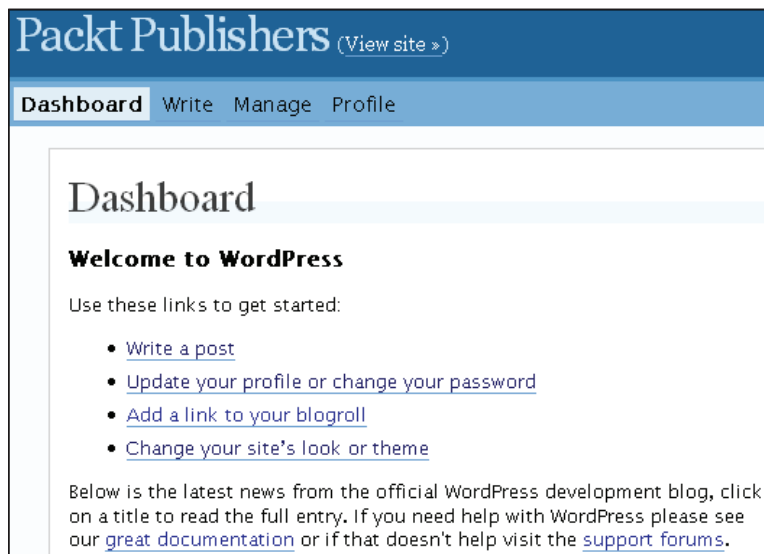 Packt Publishers (View site »)
Dashboard Write Manage Profile
Dashboard
Welcome to WordPress
Use these links to get started:
• Write a post
• Update your profile or change your password
• Add a link to your blogroll
• Change your site's look or theme
Below is the latest news from the official WordPress development blog, click
on a title to read the full entry. If you need help with WordPress please see
our great documentation or if that doesn't help visit the support forums.